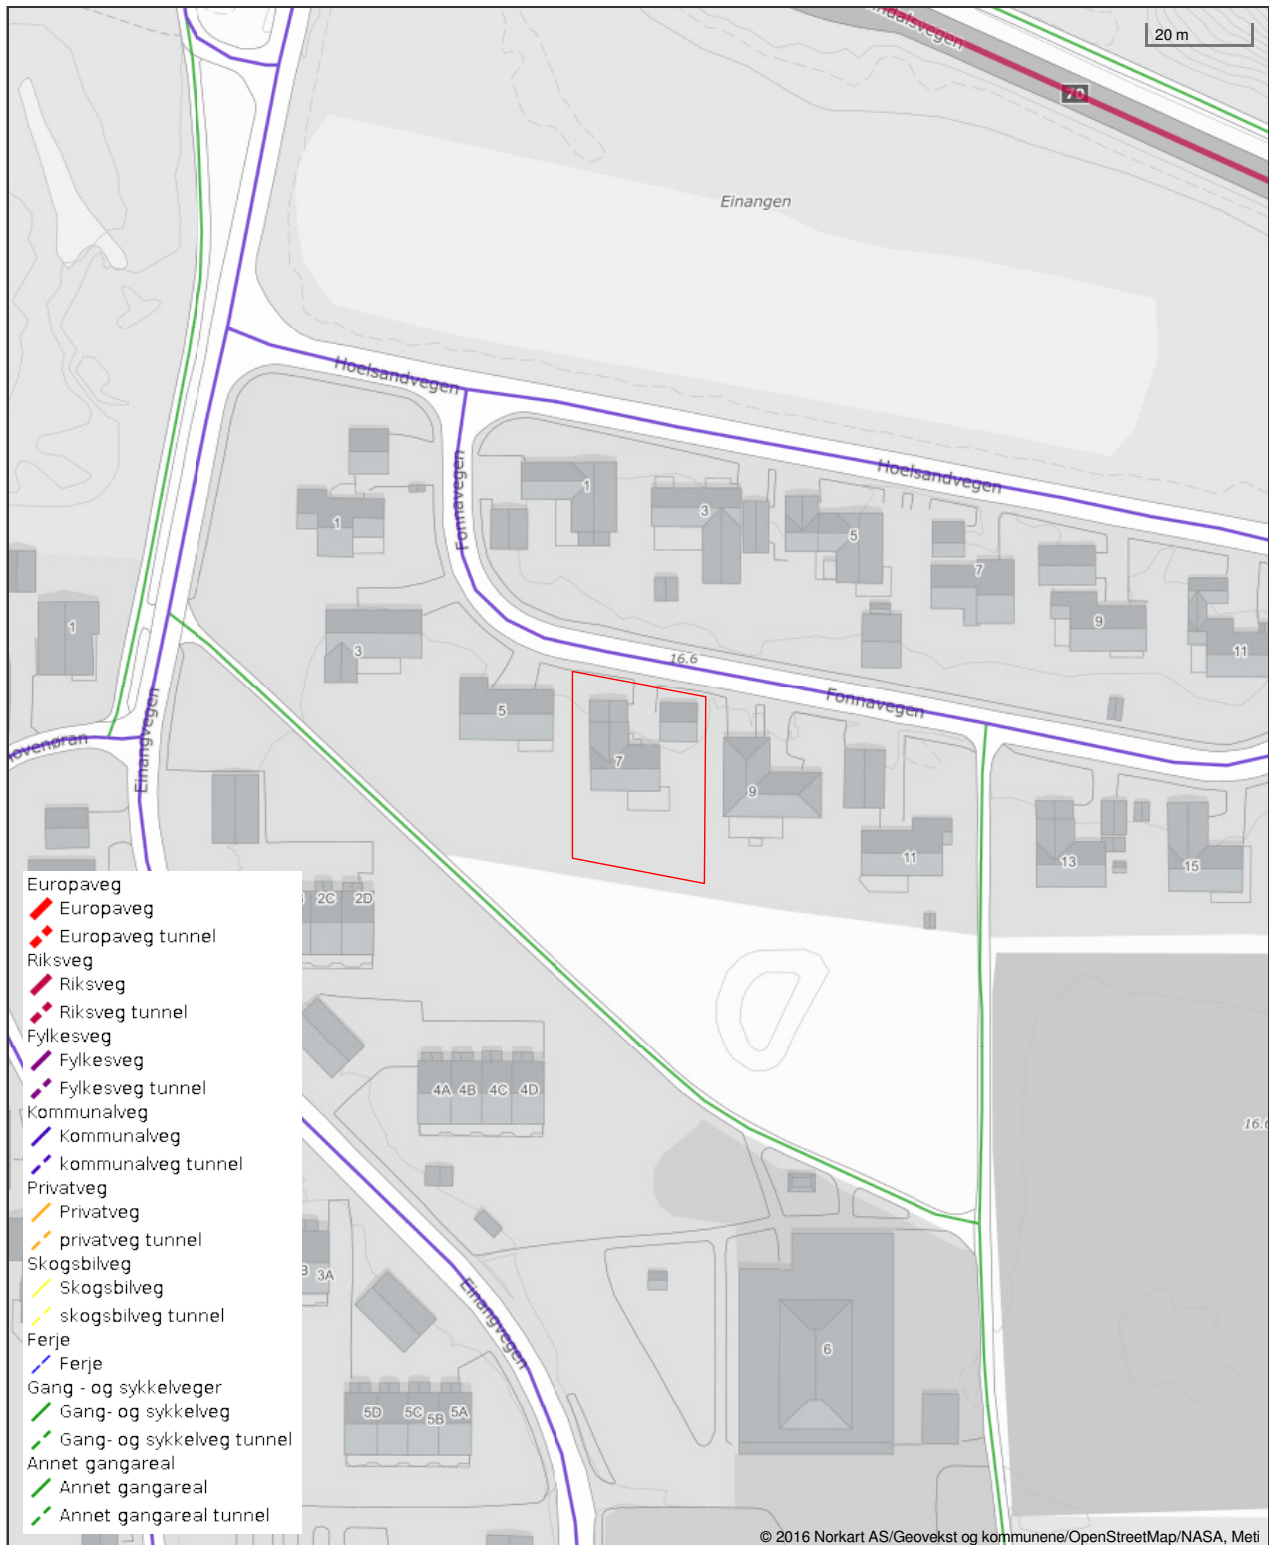 20 m
70
Einangen
Hoelsandvegen
Hoelsandvegen
Fonnavegen
1
1
3
5
7
9
11
1
3
16.6
Fonnavegen
5
7
9
11
13
15
Einangvegen
2C
2D
4A
4B
4C
4D
3A
Einangvegen
5D
5C
5B
5A
6
Europaveg
Europaveg
Europaveg tunnel
Riksveg
Riksveg
Riksveg tunnel
Fylkesveg
Fylkesveg
Fylkesveg tunnel
Kommunalveg
Kommunalveg
kommunalveg tunnel
Privatveg
Privatveg
privatveg tunnel
Skogsbilveg
Skogsbilveg
skogsbilveg tunnel
Ferje
Ferje
Gang - og sykkelveger
Gang- og sykkelveg
Gang- og sykkelveg tunnel
Annet gangareal
Annet gangareal
Annet gangareal tunnel
© 2016 Norkart AS/Geovekst og kommunene/OpenStreetMap/NASA, Meti